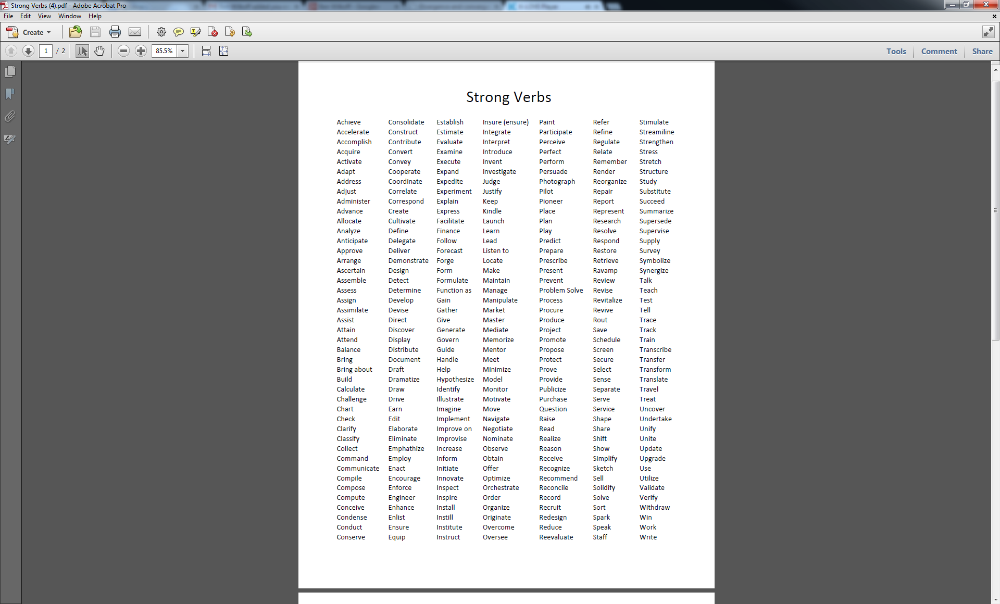 Strong Verbs (4).pdf - Adobe Acrobat Pro
File Edit View Window Help
Create
1 / 2 85.5% Tools Comment Share
Strong Verbs
Achieve Consolidate Establish Insure (ensure) Paint Refer Stimulate
Accelerate Construct Estimate Integrate Participate Refine Streamiline
Accomplish Contribute Evaluate Interpret Perceive Regulate Strengthen
Acquire Convert Examine Introduce Perfect Relate Stress
Activate Convey Execute Invent Perform Remember Stretch
Adapt Cooperate Expand Investigate Persuade Render Structure
Address Coordinate Expedite Judge Photograph Reorganize Study
Adjust Correlate Experiment Justify Pilot Repair Substitute
Administer Correspond Explain Keep Pioneer Report Succeed
Advance Create Express Kindle Place Represent Summarize
Allocate Cultivate Facilitate Launch Plan Research Supersede
Analyze Define Finance Learn Play Resolve Supervise
Anticipate Delegate Follow Lead Predict Respond Supply
Approve Deliver Forecast Listen to Prepare Restore Survey
Arrange Demonstrate Forge Locate Prescribe Retrieve Symbolize
Ascertain Design Form Make Present Ravamp Synergize
Assemble Detect Formulate Maintain Prevent Review Talk
Assess Determine Function as Manage Problem Solve Revise Teach
Assign Develop Gain Manipulate Process Revitalize Test
Assimilate Devise Gather Market Procure Revive Tell
Assist Direct Give Master Produce Rout Trace
Attain Discover Generate Mediate Project Save Track
Attend Display Govern Memorize Promote Schedule Train
Balance Distribute Guide Mentor Propose Screen Transcribe
Bring Document Handle Meet Protect Secure Transfer
Bring about Draft Help Minimize Prove Select Transform
Build Dramatize Hypothesize Model Provide Sense Translate
Calculate Draw Identify Monitor Publicize Separate Travel
Challenge Drive Illustrate Motivate Purchase Serve Treat
Chart Earn Imagine Move Question Service Uncover
Check Edit Implement Navigate Raise Shape Undertake
Clarify Elaborate Improve on Negotiate Read Share Unify
Classify Eliminate Improvise Nominate Realize Shift Unite
Collect Emphathize Increase Observe Reason Show Update
Command Employ Inform Obtain Receive Simplify Upgrade
Communicate Enact Initiate Offer Recognize Sketch Use
Compile Encourage Innovate Optimize Recommend Sell Utilize
Compose Enforce Inspect Orchestrate Reconcile Solidify Validate
Compute Engineer Inspire Order Record Solve Verify
Conceive Enhance Install Organize Recruit Sort Withdraw
Condense Enlist Instill Originate Redesign Spark Win
Conduct Ensure Institute Overcome Reduce Speak Work
Conserve Equip Instruct Oversee Reevaluate Staff Write